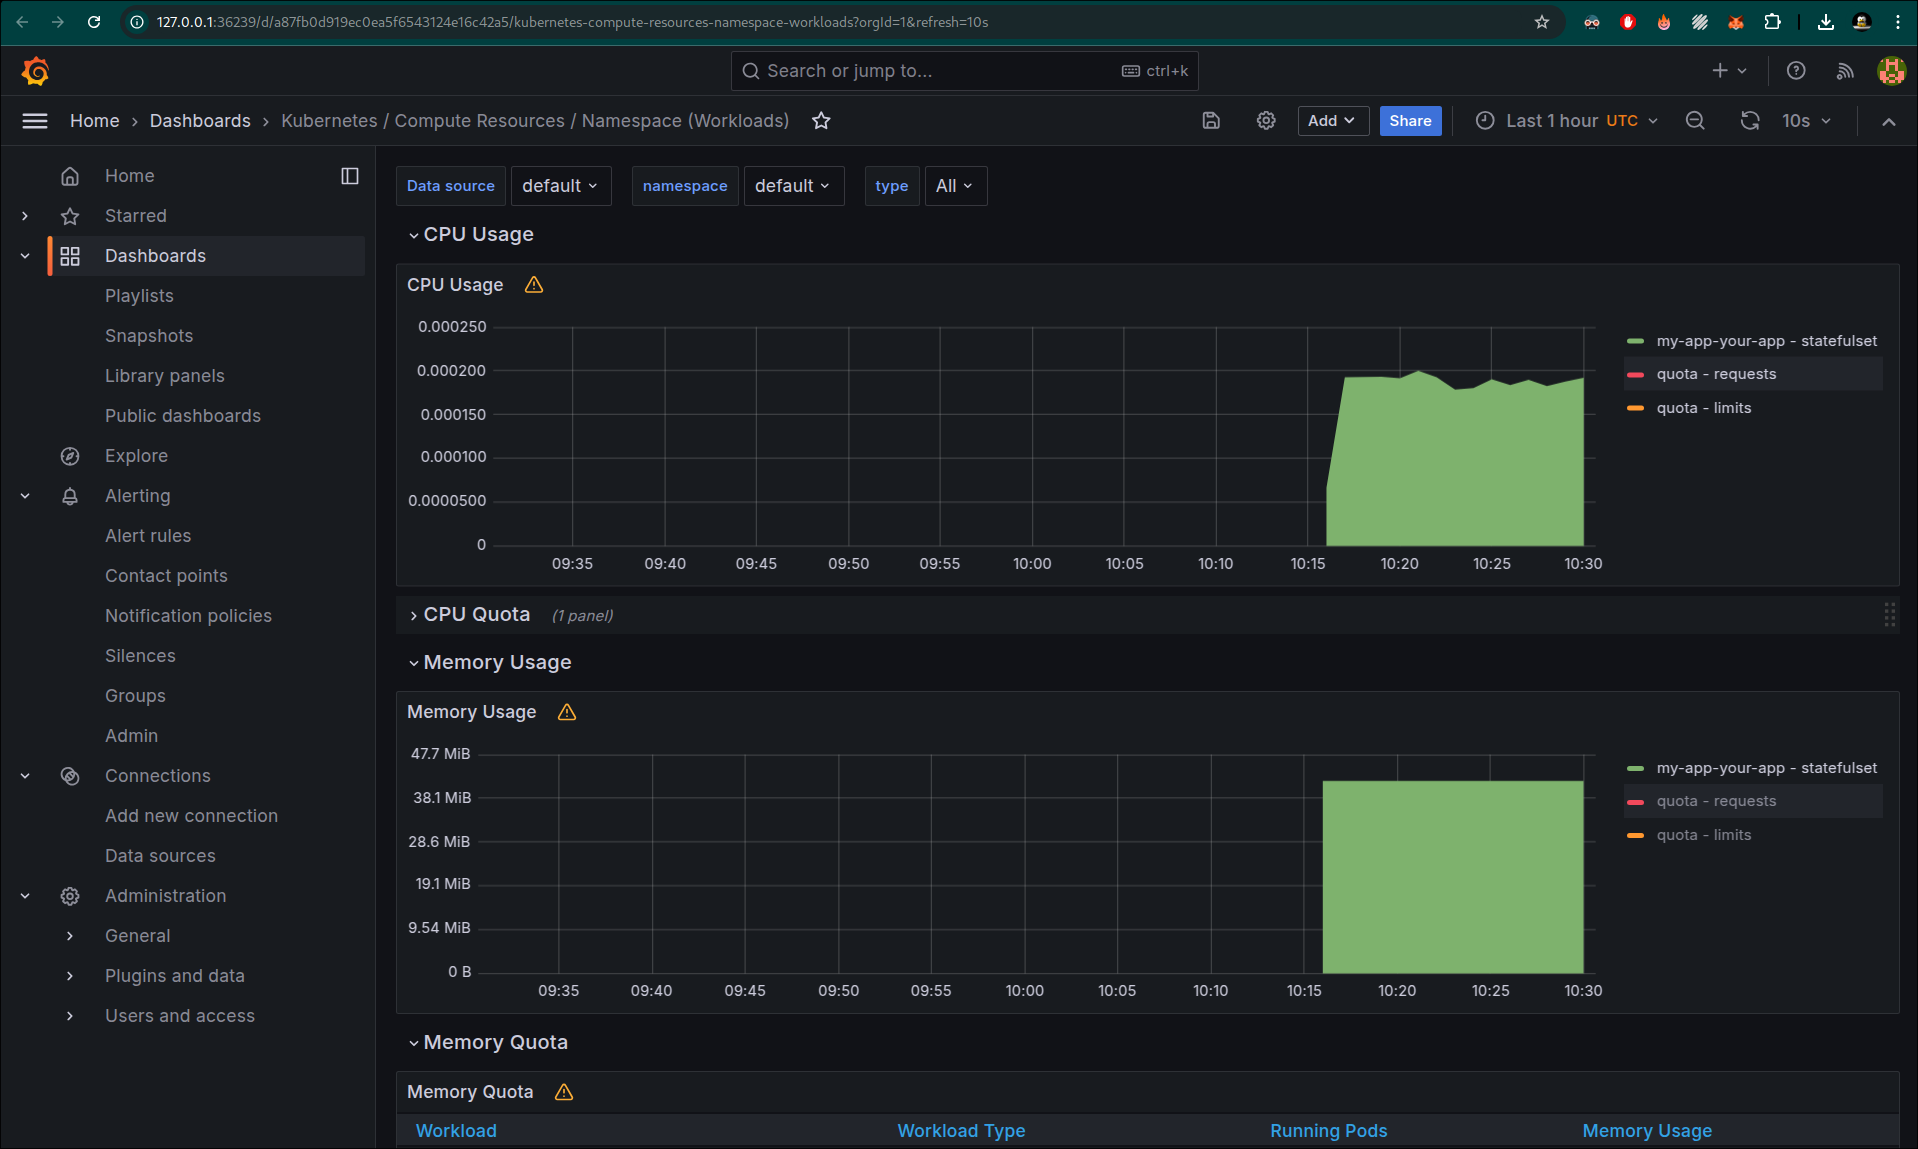 127.0.0.1:36239/d/a87fb0d919ec0ea5f6543124e16c42a5/kubernetes-compute-resources-namespace-workloads?orgId=1&refresh=10s
Search or jump to... ctrl+k
Home › Dashboards › Kubernetes / Compute Resources / Namespace (Workloads)
Add Share Last 1 hour UTC 10s
Home
Starred
Dashboards
Playlists
Snapshots
Library panels
Public dashboards
Explore
Alerting
Alert rules
Contact points
Notification policies
Silences
Groups
Admin
Connections
Add new connection
Data sources
Administration
General
Plugins and data
Users and access
Data source default namespace default type All
CPU Usage
CPU Usage
0.000250
0.000200
0.000150
0.000100
0.0000500
0
09:35 09:40 09:45 09:50 09:55 10:00 10:05 10:10 10:15 10:20 10:25 10:30
my-app-your-app - statefulset
quota - requests
quota - limits
CPU Quota (1 panel)
Memory Usage
Memory Usage
47.7 MiB
38.1 MiB
28.6 MiB
19.1 MiB
9.54 MiB
0 B
09:35 09:40 09:45 09:50 09:55 10:00 10:05 10:10 10:15 10:20 10:25 10:30
my-app-your-app - statefulset
quota - requests
quota - limits
Memory Quota
Memory Quota
Workload Workload Type Running Pods Memory Usage